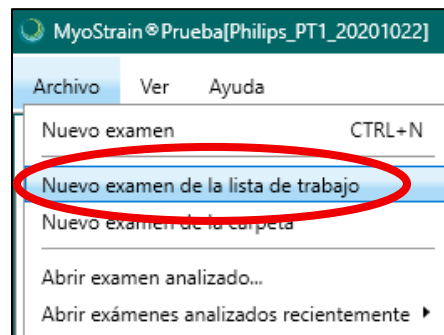 MyoStrain® Prueba[Philips_PT1_20201022]
Archivo Ver Ayuda
Nuevo examen CTRL+N
Nuevo examen de la lista de trabajo
Nuevo examen de la carpeta
Abrir examen analizado...
Abrir exámenes analizados recientemente